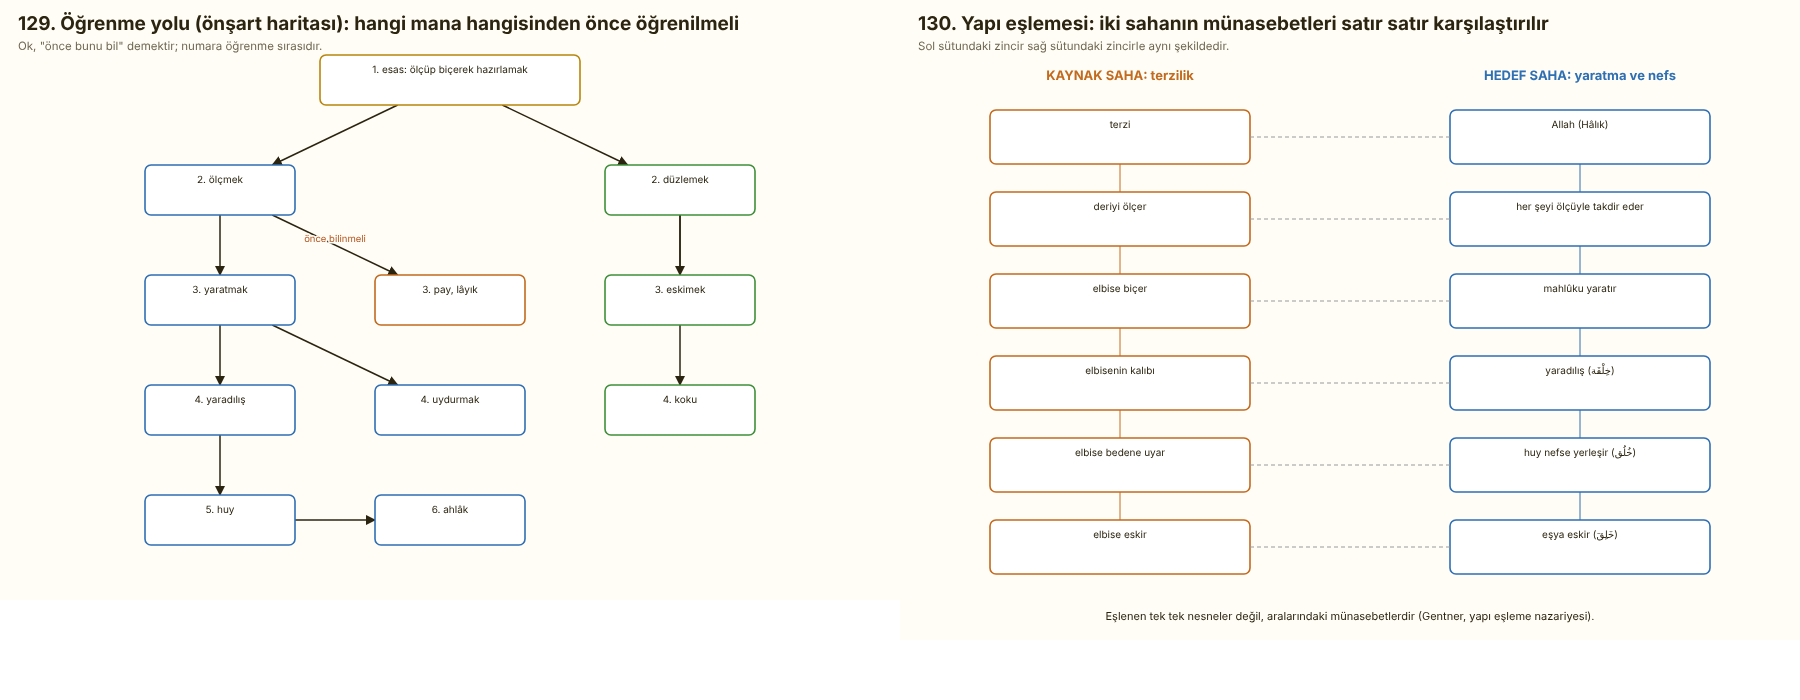 129. Öğrenme yolu (önşart haritası): hangi mana hangisinden önce öğrenilmeli
Ok, "önce bunu bil" demektir; numara öğrenme sırasıdır.
1. esas: ölçüp biçerek hazırlamak
2. ölçmek
2. düzlemek
önce bilinmeli
3. yaratmak
3. pay, lâyık
3. eskimek
4. yaradılış
4. uydurmak
4. koku
5. huy
6. ahlâk
130. Yapı eşlemesi: iki sahanın münasebetleri satır satır karşılaştırılır
Sol sütundaki zincir sağ sütundaki zincirle aynı şekildedir.
KAYNAK SAHA: terzilik
HEDEF SAHA: yaratma ve nefs
terzi
Allah (Hâlık)
deriyi ölçer
her şeyi ölçüyle takdir eder
elbise biçer
mahlûku yaratır
elbisenin kalıbı
yaradılış (خِلْقَة)
elbise bedene uyar
huy nefse yerleşir (خُلُق)
elbise eskir
eşya eskir (خَلِقَ)
Eşlenen tek tek nesneler değil, aralarındaki münasebetlerdir (Gentner, yapı eşleme nazariyesi).